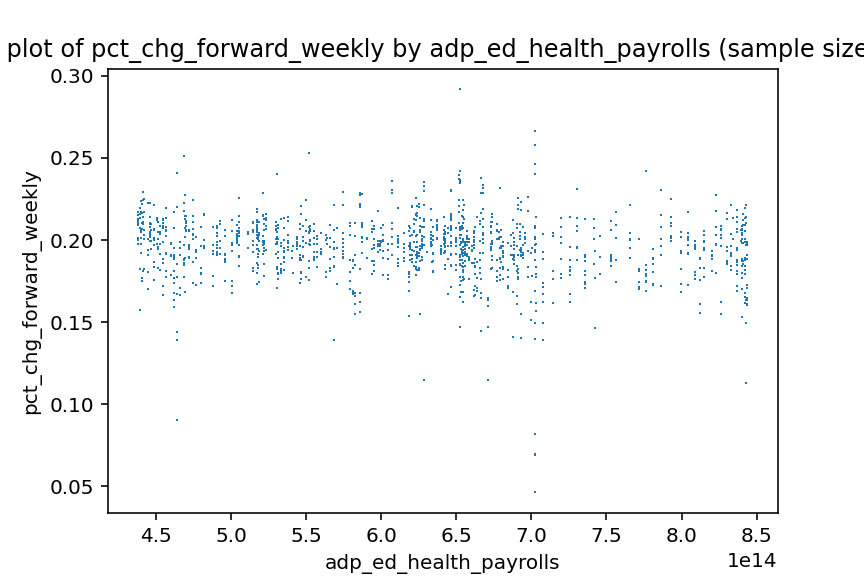 plot of pct_chg_forward_weekly by adp_ed_health_payrolls (sample size
0.30
0.25
0.20
0.15
0.10
0.05
pct_chg_forward_weekly
4.5 5.0 5.5 6.0 6.5 7.0 7.5 8.0 8.5
adp_ed_health_payrolls
1e14